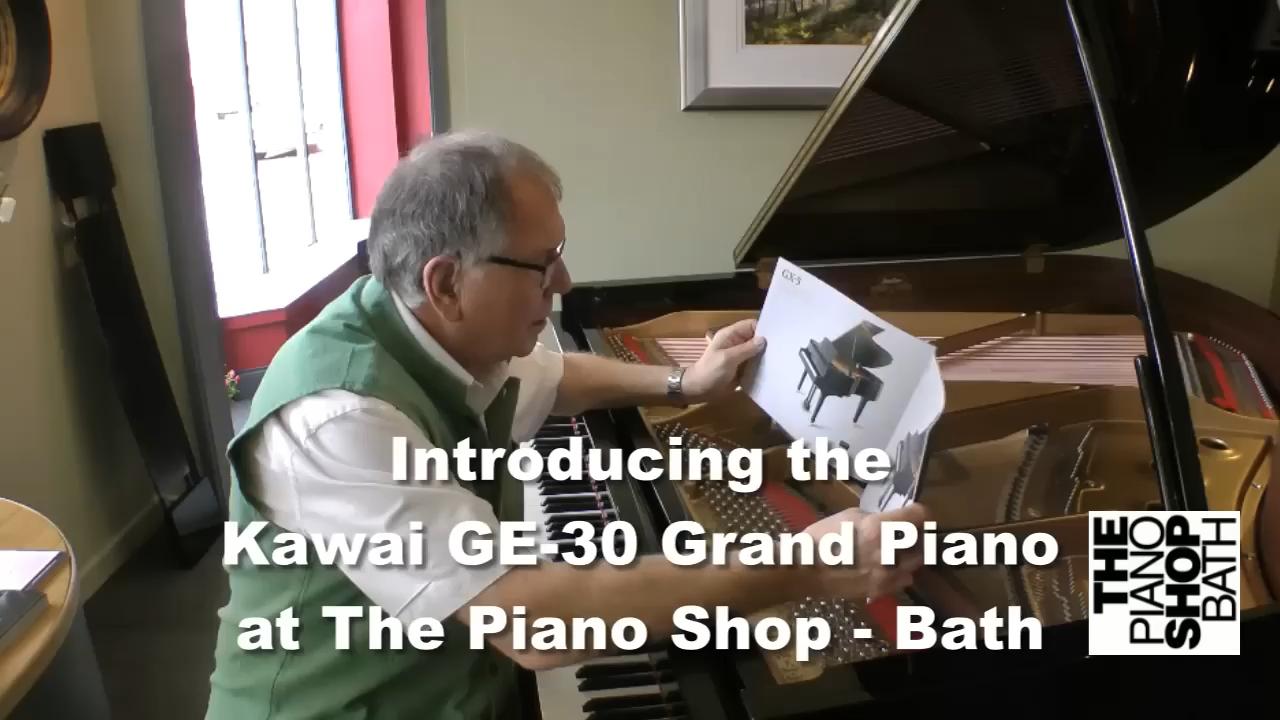 GX-5
Introducing the
Kawai GE-30 Grand Piano
at The Piano Shop - Bath
THE
PIANO
SHOP
BATH